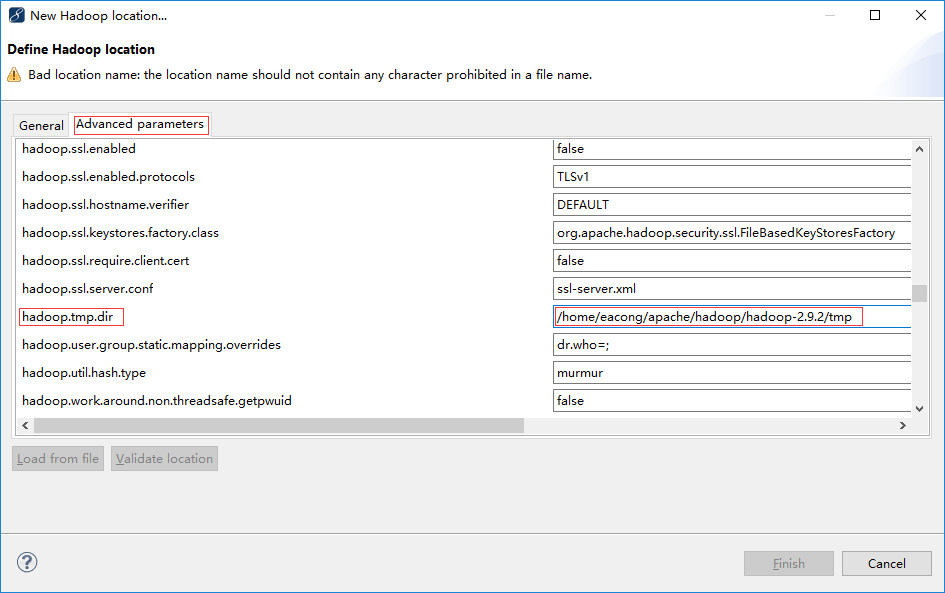 New Hadoop location...
Define Hadoop location
Bad location name: the location name should not contain any character prohibited in a file name.
General Advanced parameters
hadoop.ssl.enabled false
hadoop.ssl.enabled.protocols TLSv1
hadoop.ssl.hostname.verifier DEFAULT
hadoop.ssl.keystores.factory.class org.apache.hadoop.security.ssl.FileBasedKeyStoresFactory
hadoop.ssl.require.client.cert false
hadoop.ssl.server.conf ssl-server.xml
hadoop.tmp.dir /home/eacong/apache/hadoop/hadoop-2.9.2/tmp
hadoop.user.group.static.mapping.overrides dr.who=;
hadoop.util.hash.type murmur
hadoop.work.around.non.threadsafe.getpwuid false
Load from file Validate location
? Finish Cancel